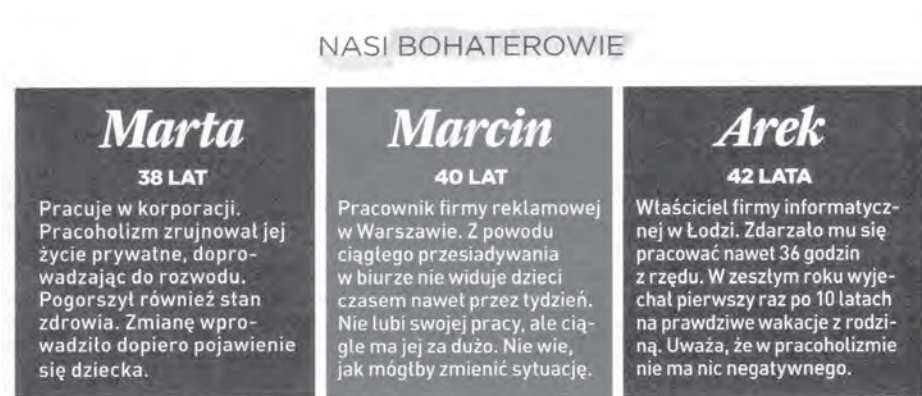 NASI BOHATEROWIE
Marta
38 LAT
Pracuje w korporacji.
Pracoholizm zrujnował jej
życie prywatne, dopro-
wadzając do rozwodu.
Pogorszył również stan
zdrowia. Zmianę wpro-
wadziło dopiero pojawienie
się dziecka.
Marcin
40 LAT
Pracownik firmy reklamowej
w Warszawie. Z powodu
ciągłego przesiadywania
w biurze nie widuje dzieci
czasem nawet przez tydzień.
Nie lubi swojej pracy, ale cią-
gle ma jej za dużo. Nie wie,
jak mógłby zmienić sytuację.
Arek
42 LATA
Właściciel firmy informatycz-
nej w Łodzi. Zdarzało mu się
pracować nawet 36 godzin
z rzędu. W zeszłym roku wyje-
chał pierwszy raz po 10 latach
na prawdziwe wakacje z rodzi-
ną. Uważa, że w pracoholizmie
nie ma nic negatywnego.